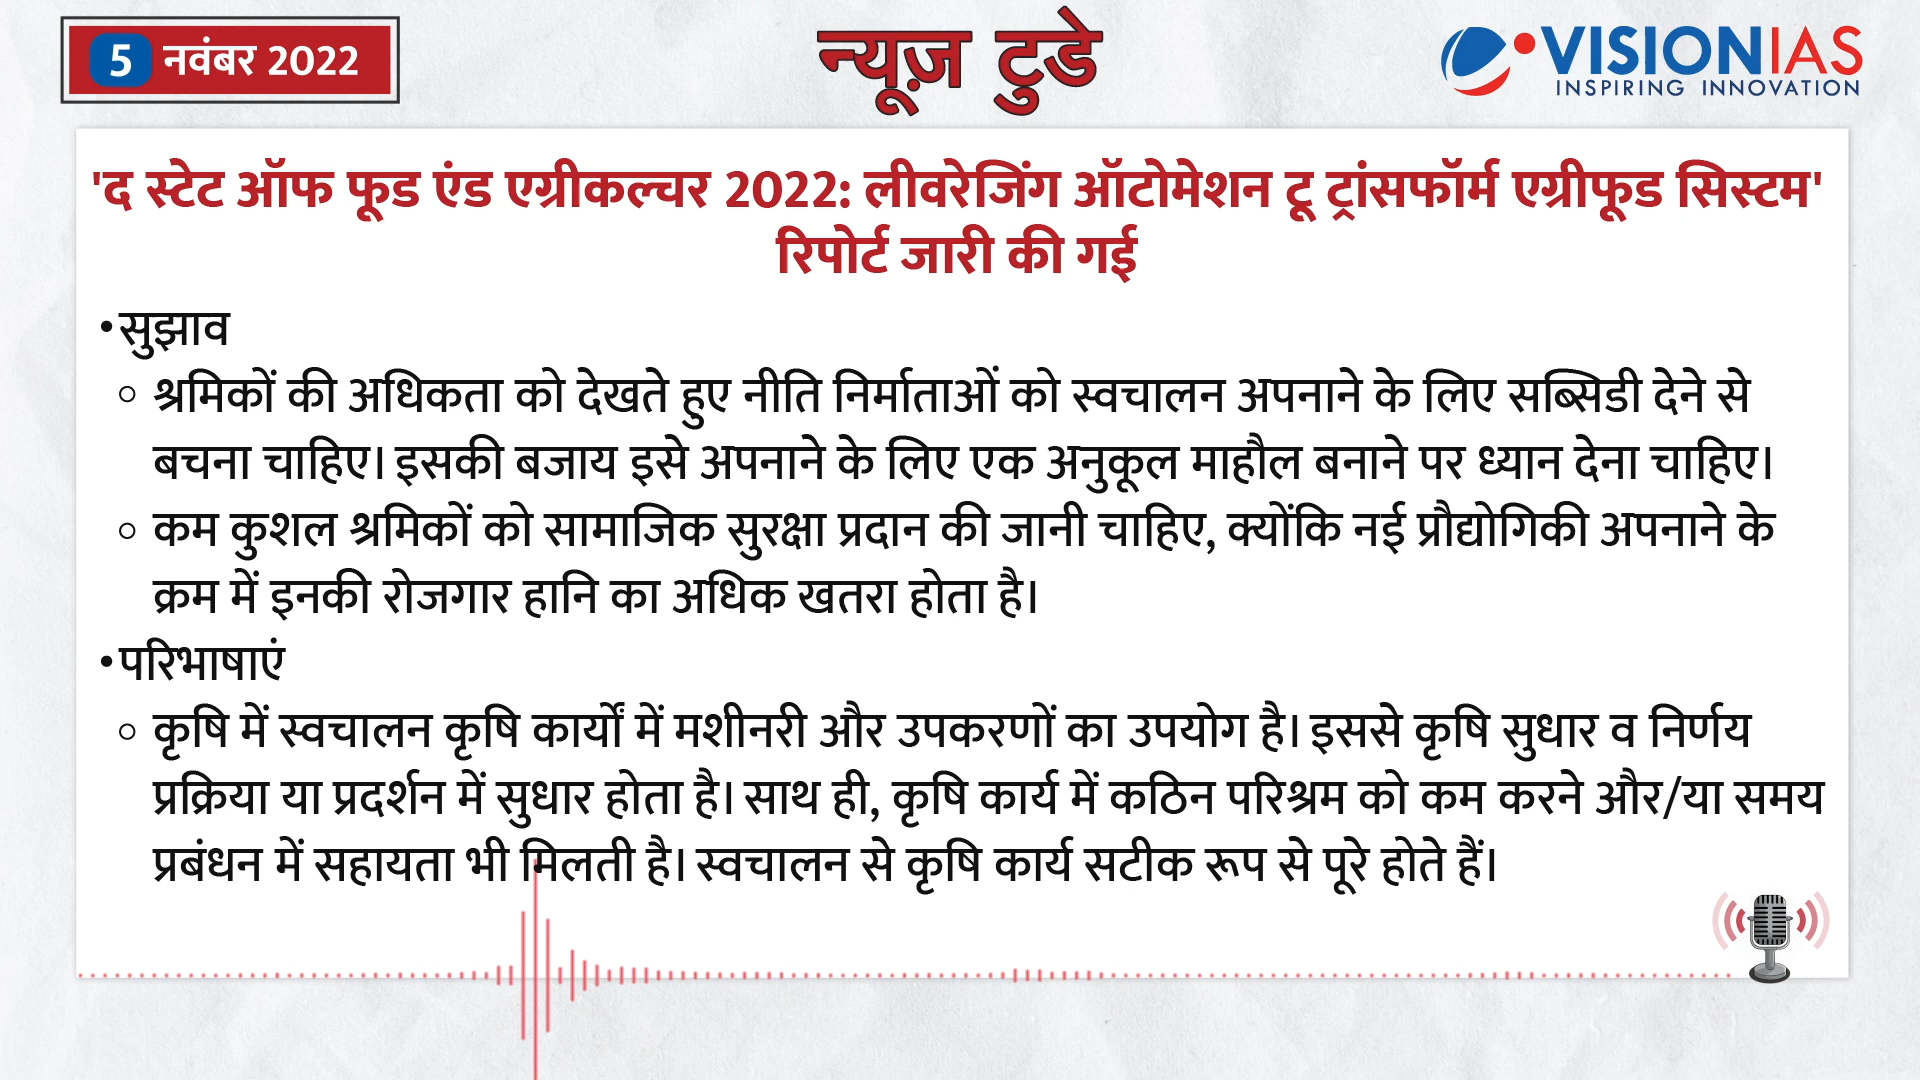 5 नवंबर 2022
न्यूज़ टुडे
VISIONIAS
INSPIRING INNOVATION
'द स्टेट ऑफ फूड एंड एग्रीकल्चर 2022: लीवरेजिंग ऑटोमेशन टू ट्रांसफॉर्म एग्रीफूड सिस्टम'
रिपोर्ट जारी की गई
•सुझाव
○ श्रमिकों की अधिकता को देखते हुए नीति निर्माताओं को स्वचालन अपनाने के लिए सब्सिडी देने से
बचना चाहिए। इसकी बजाय इसे अपनाने के लिए एक अनुकूल माहौल बनाने पर ध्यान देना चाहिए।
○ कम कुशल श्रमिकों को सामाजिक सुरक्षा प्रदान की जानी चाहिए, क्योंकि नई प्रौद्योगिकी अपनाने के
क्रम में इनकी रोजगार हानि का अधिक खतरा होता है।
•परिभाषाएं
○ कृषि में स्वचालन कृषि कार्यों में मशीनरी और उपकरणों का उपयोग है। इससे कृषि सुधार व निर्णय
प्रक्रिया या प्रदर्शन में सुधार होता है। साथ ही, कृषि कार्य में कठिन परिश्रम को कम करने और/या समय
प्रबंधन में सहायता भी मिलती है। स्वचालन से कृषि कार्य सटीक रूप से पूरे होते हैं।